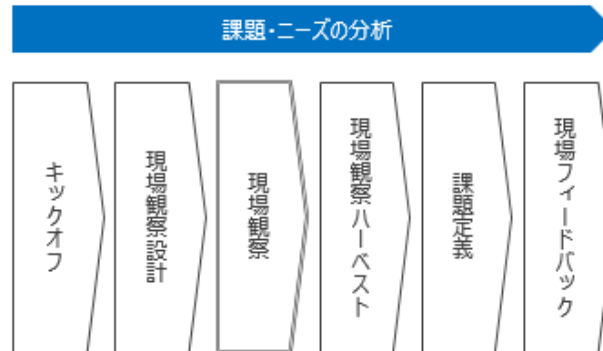 課題・ニーズの分析
キックオフ
現場観察設計
現場観察
現場観察ハーベスト
課題定義
現場フィードバック